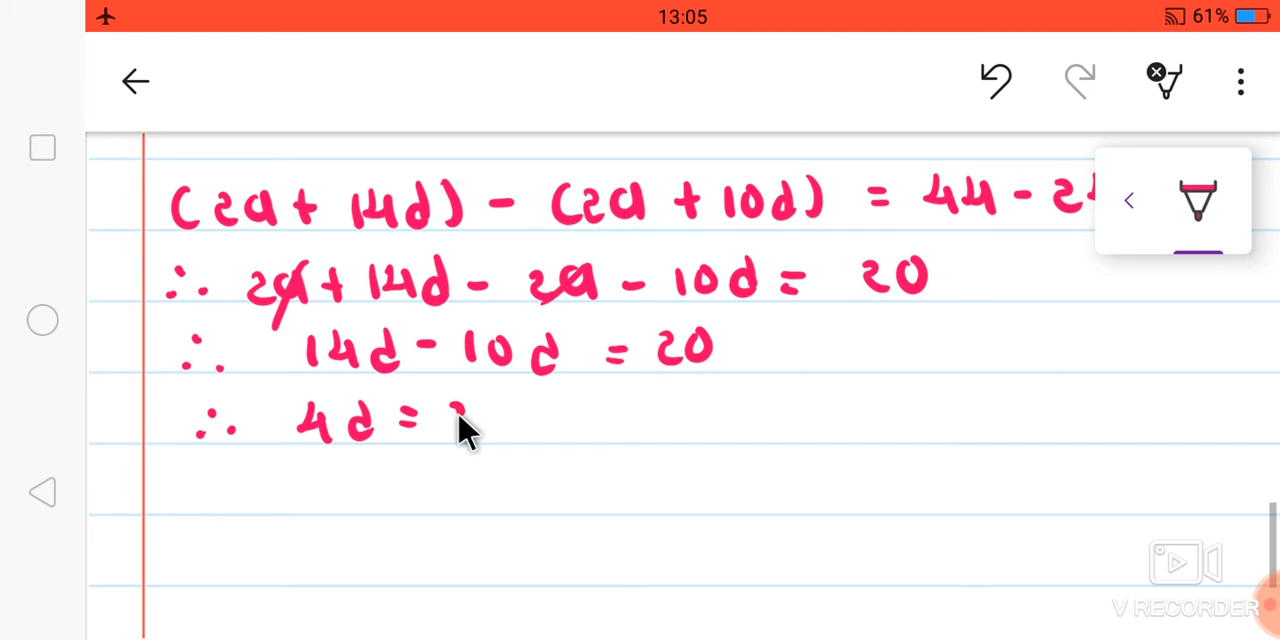 13:05
61%
(2a + 14d) - (2a + 10d) = 44 - 2
∴ 2a + 14d - 2a - 10d = 20
∴ 14d - 10d = 20
∴ 4d =
V RECORDER